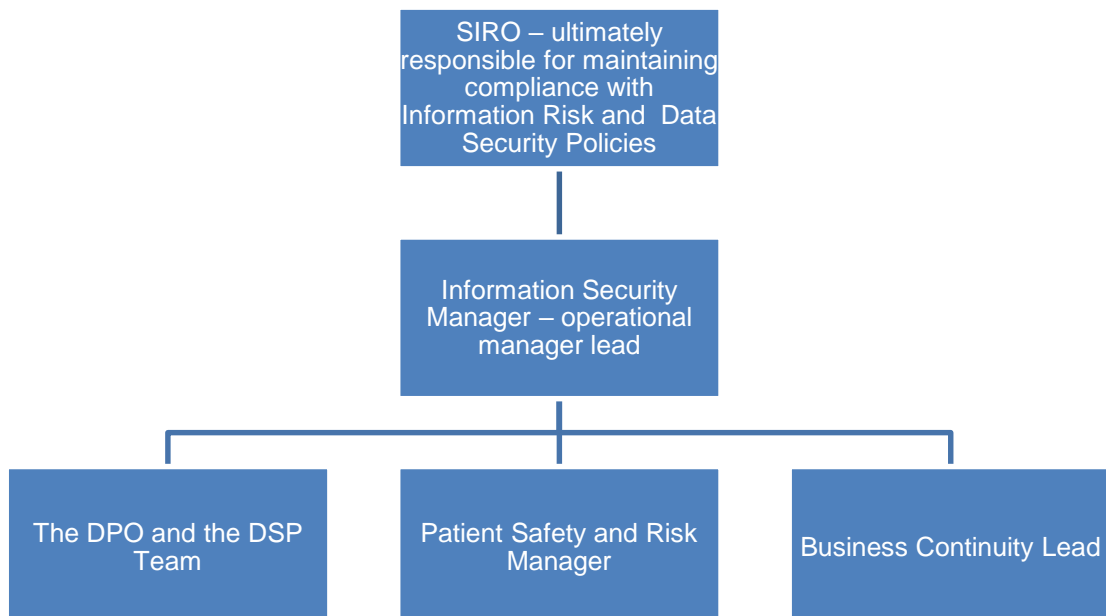 SIRO – ultimately
responsible for maintaining
compliance with
Information Risk and  Data
Security Policies
Information Security
Manager – operational
manager lead
The DPO and the DSP
Team
Patient Safety and Risk
Manager
Business Continuity Lead